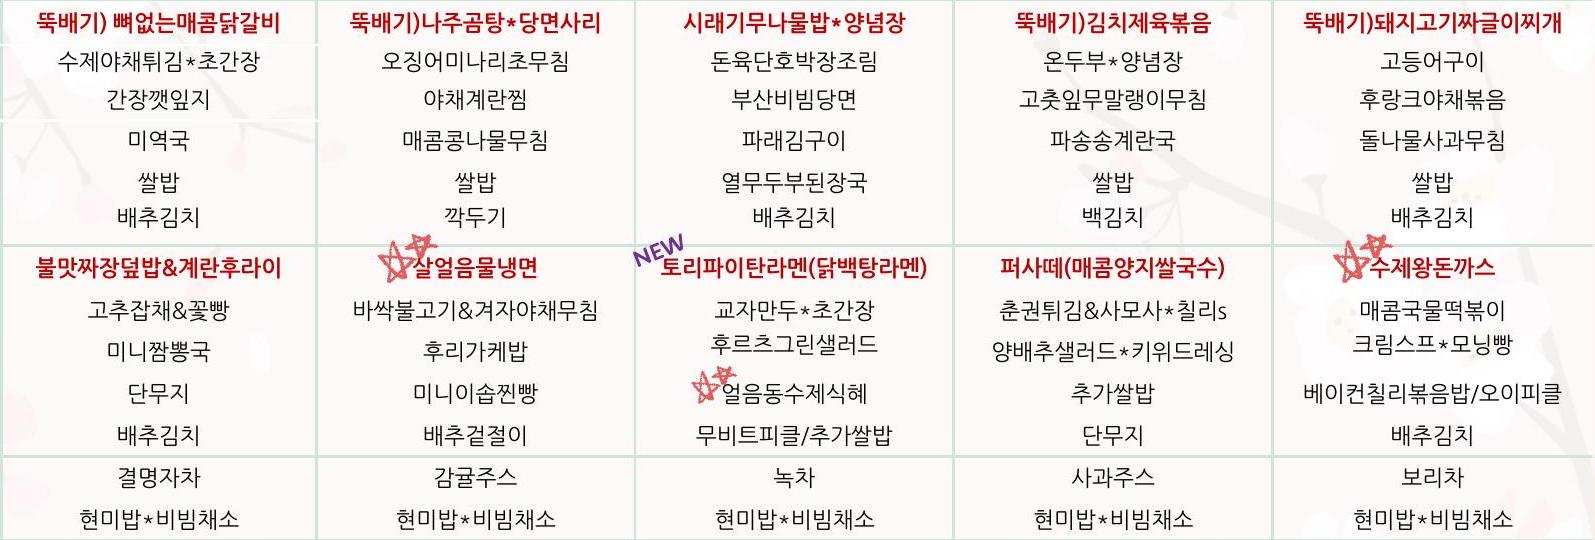 뚝배기) 뼈없는매콤닭갈비
수제야채튀김*초간장
간장깻잎지
미역국
쌀밥
배추김치
뚝배기)나주곰탕*당면사리
오징어미나리초무침
야채계란찜
매콤콩나물무침
쌀밥
깍두기
시래기무나물밥*양념장
돈육단호박장조림
부산비빔당면
파래김구이
열무두부된장국
배추김치
뚝배기)김치제육볶음
온두부*양념장
고춧잎무말랭이무침
파송송계란국
쌀밥
백김치
뚝배기)돼지고기짜글이찌개
고등어구이
후랑크야채볶음
돌나물사과무침
쌀밥
배추김치
불맛짜장덮밥&계란후라이
고추잡채&꽃빵
미니짬뽕국
단무지
배추김치
살얼음물냉면
바싹불고기&겨자야채무침
후리가케밥
미니이솝찐빵
배추겉절이
NEW
토리파이탄라멘(닭백탕라멘)
교자만두*초간장
후르츠그린샐러드
얼음동수제식혜
무비트피클/추가쌀밥
퍼사떼(매콤양지쌀국수)
춘권튀김&사모사*칠리s
양배추샐러드*키위드레싱
추가쌀밥
단무지
수제왕돈까스
매콤국물떡볶이
크림스프*모닝빵
베이컨칠리볶음밥/오이피클
배추김치
결명자차
현미밥*비빔채소
감귤주스
현미밥*비빔채소
녹차
현미밥*비빔채소
사과주스
현미밥*비빔채소
보리차
현미밥*비빔채소